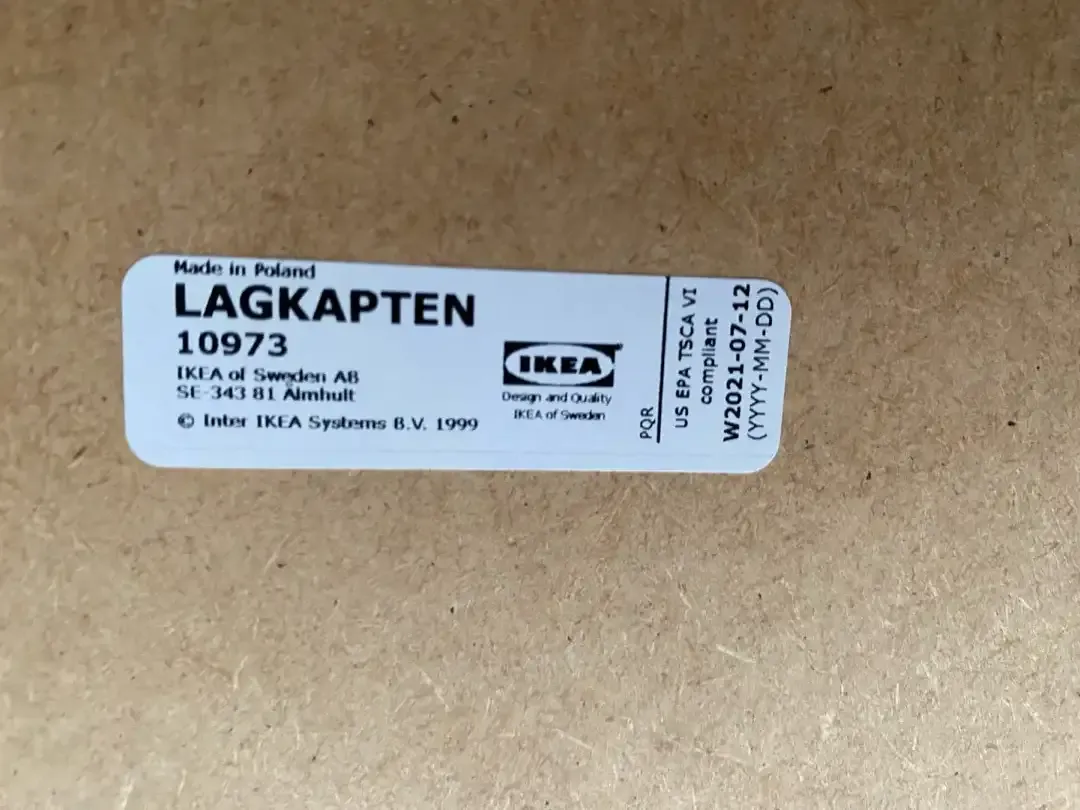 Made in Poland
LAGKAPTEN
10973
IKEA of Sweden AB
SE-343 81 Älmhult
© Inter IKEA Systems B.V. 1999
IKEA
Design and Quality
IKEA of Sweden
PQR
US EPA TSCA VI
compliant
W2021-07-12
(YYYY-MM-DD)